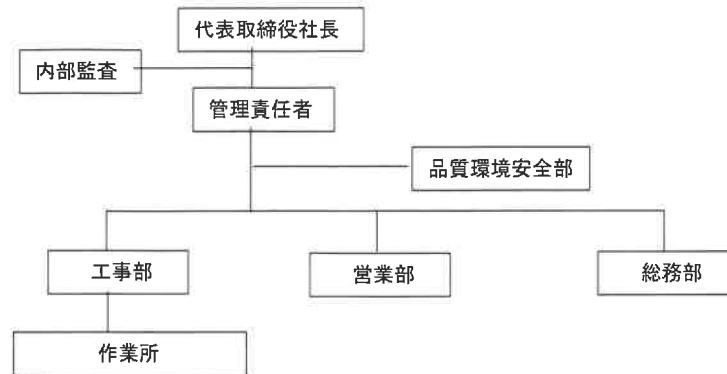 代表取締役社長
内部監査
管理責任者
品質環境安全部
工事部
営業部
総務部
作業所